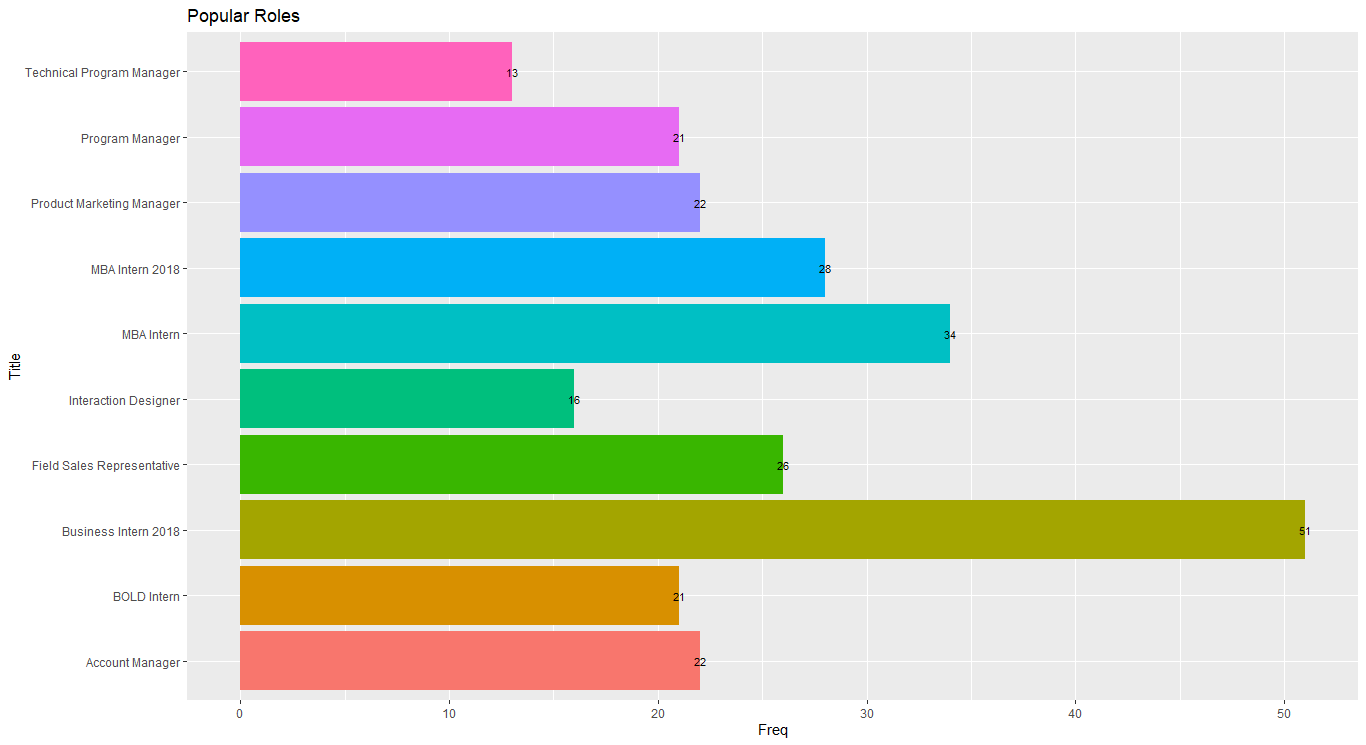 Popular Roles
Technical Program Manager
13
Program Manager
21
Product Marketing Manager
22
MBA Intern 2018
28
MBA Intern
34
Title
Interaction Designer
16
Field Sales Representative
26
Business Intern 2018
51
BOLD Intern
21
Account Manager
22
0 10 20 30 40 50
Freq